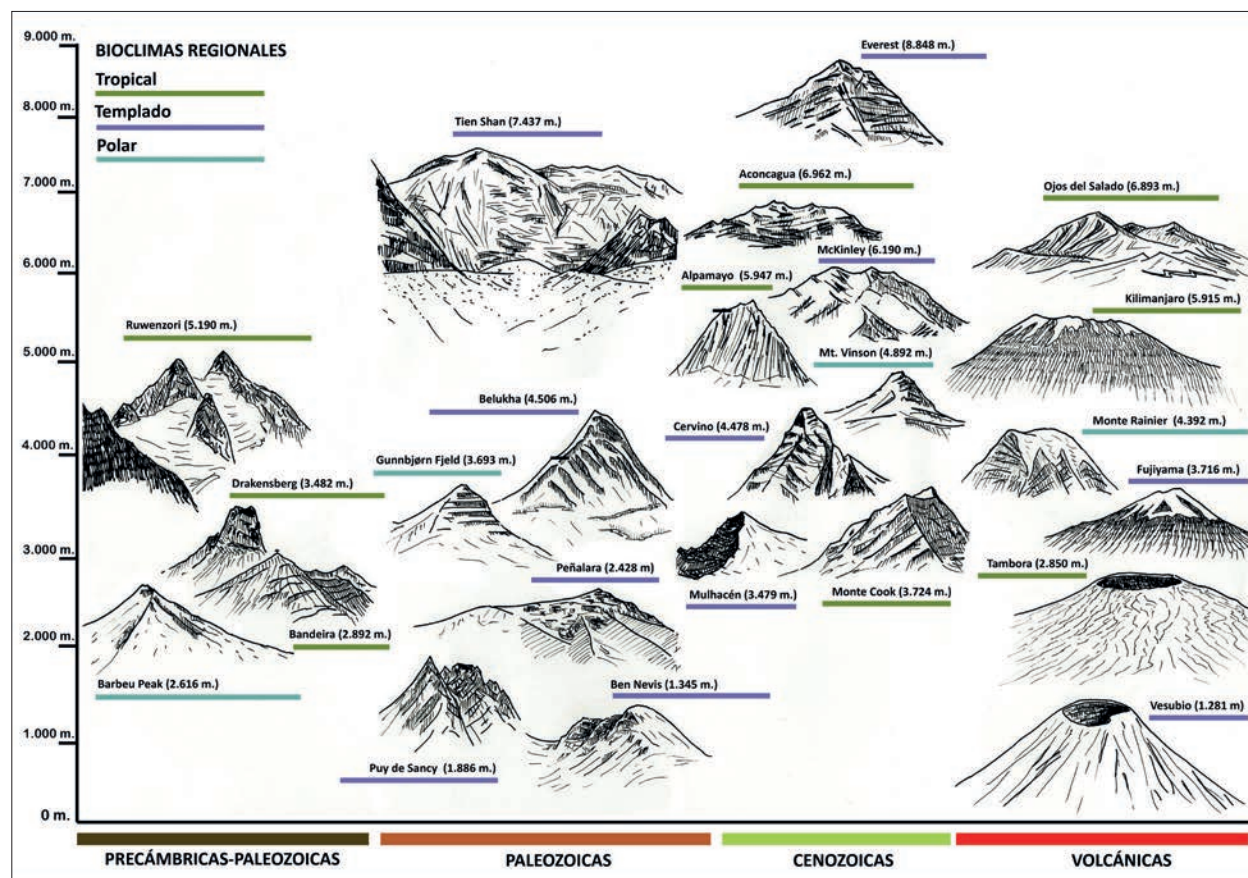 9.000 m.
8.000 m.
7.000 m.
6.000 m.
5.000 m.
4.000 m.
3.000 m.
2.000 m.
1.000 m.
0 m.
BIOCLIMAS REGIONALES
Tropical
Templado
Polar
Ruwenzori (5.190 m.)
Drakensberg (3.482 m.)
Bandeira (2.892 m.)
Barbeu Peak (2.616 m.)
Tien Shan (7.437 m.)
Belukha (4.506 m.)
Gunnbjørn Fjeld (3.693 m.)
Peñalara (2.428 m)
Ben Nevis (1.345 m.)
Puy de Sancy (1.886 m.)
Everest (8.848 m.)
Aconcagua (6.962 m.)
McKinley (6.190 m.)
Alpamayo (5.947 m.)
Mt. Vinson (4.892 m.)
Cervino (4.478 m.)
Mulhacén (3.479 m.)
Monte Cook (3.724 m.)
Ojos del Salado (6.893 m.)
Kilimanjaro (5.915 m.)
Monte Rainier (4.392 m.)
Fujiyama (3.716 m.)
Tambora (2.850 m.)
Vesubio (1.281 m)
PRECÁMBRICAS-PALEOZOICAS
PALEOZOICAS
CENOZOICAS
VOLCÁNICAS